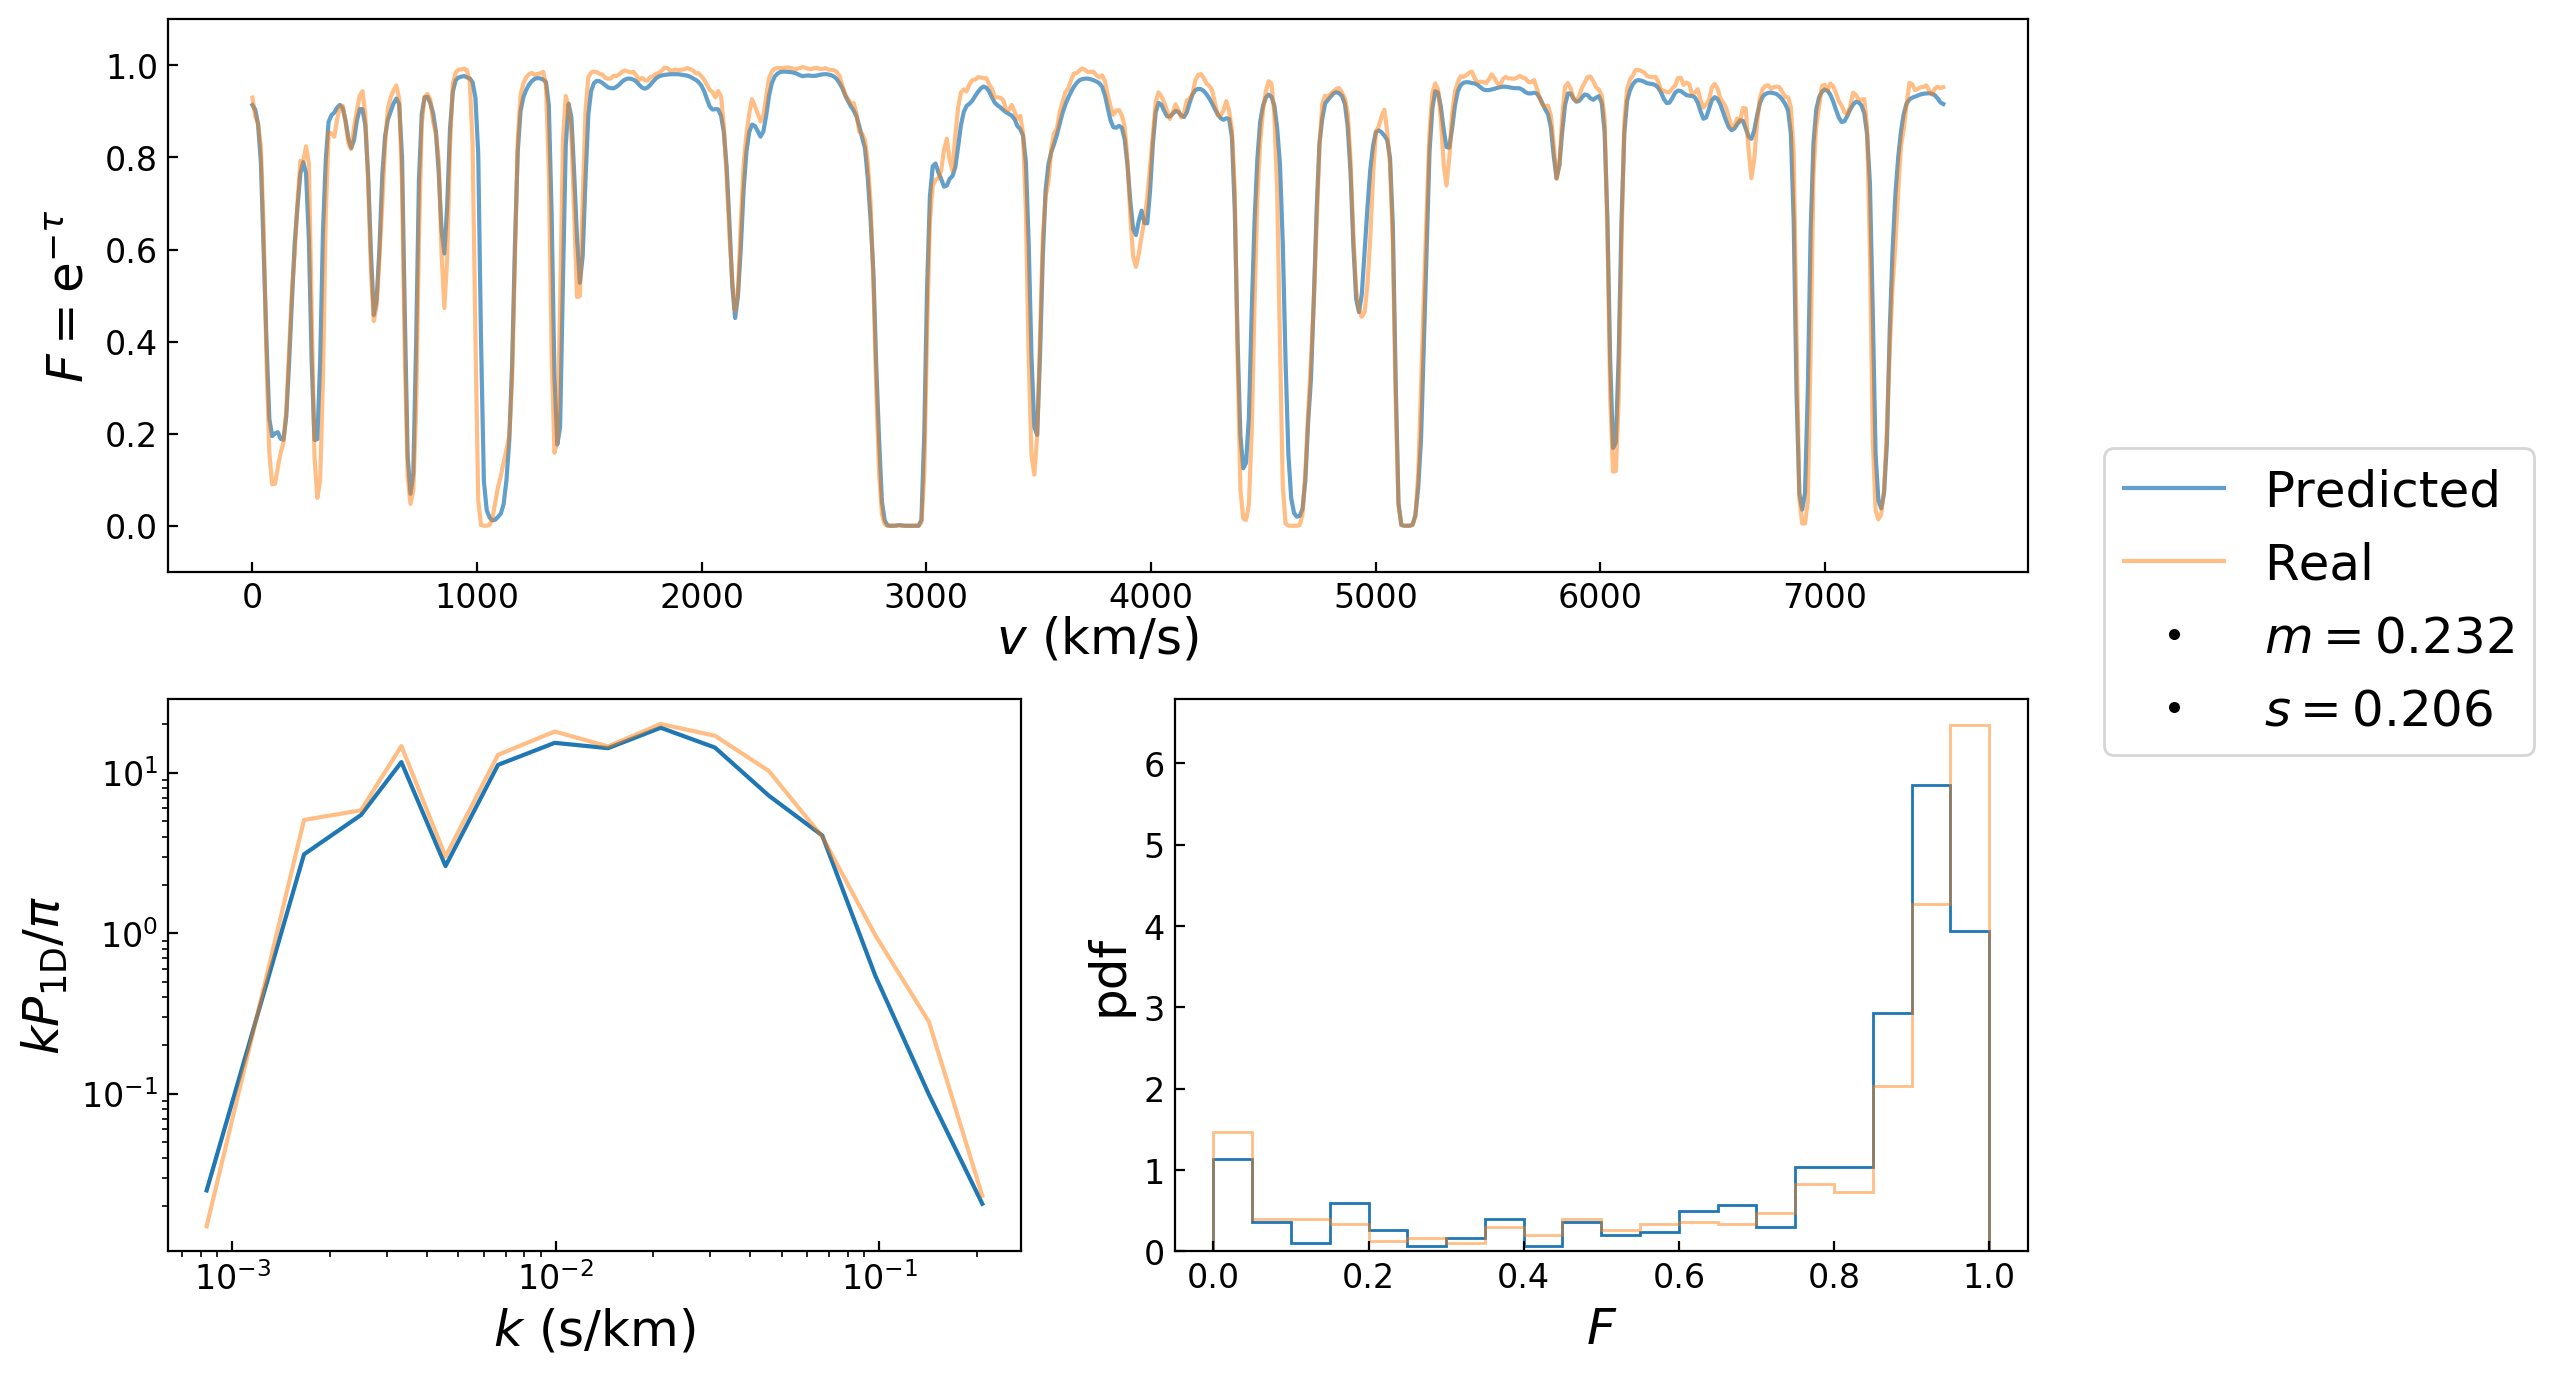 1.0
0.8
0.6
0.4
0.2
0.0
F = e^{−τ}
0 1000 2000 3000 4000 5000 6000 7000
v (km/s)
Predicted
Real
m = 0.232
s = 0.206
10^1
10^0
10^{−1}
kP_{1D}/π
10^{−3} 10^{−2} 10^{−1}
k (s/km)
6
5
4
3
2
1
0
pdf
0.0 0.2 0.4 0.6 0.8 1.0
F